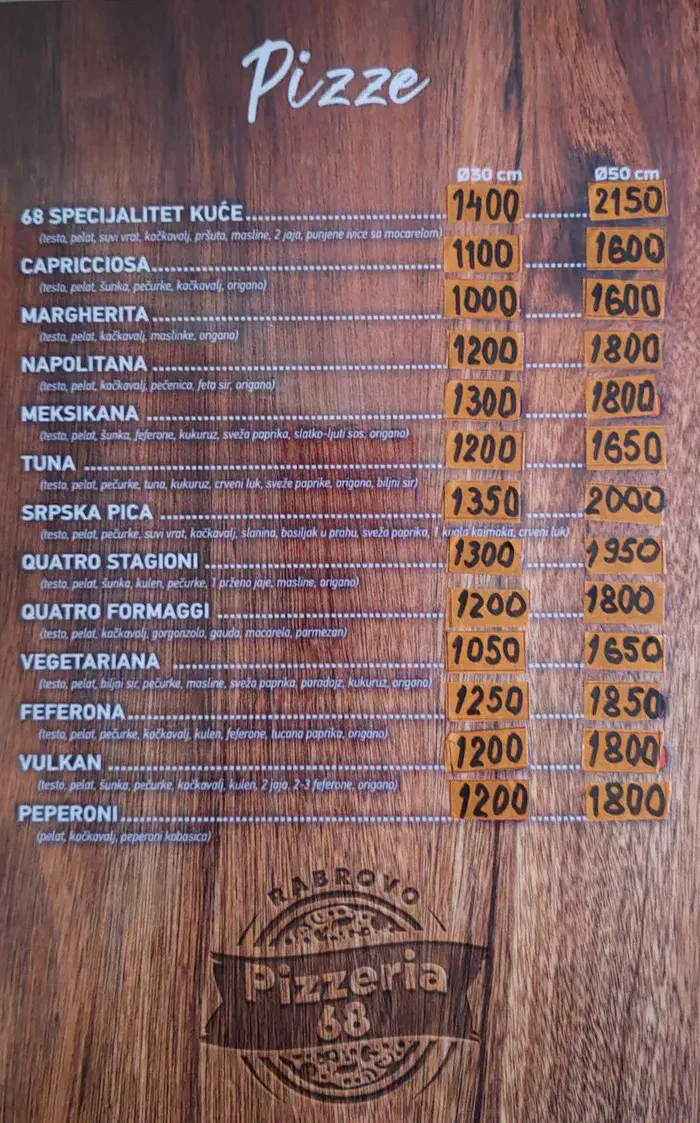 Pizze
Ø30 cm Ø50 cm
68 SPECIJALITET KUĆE 1400 2150
(testo, pelat, suvi vrat, kačkavalj, pršuta, masline, 2 jaja, punjene ivice sa mocarelom)
CAPRICCIOSA 1100 1600
(testo, pelat, šunka, pečurke, kačkavalj, origano)
MARGHERITA 1000 1600
(testo, pelat, kačkavalj, maslinke, origano)
NAPOLITANA 1200 1800
(testo, pelat, kačkavalj, pečenica, feta sir, origano)
MEKSIKANA 1300 1800
(testo, pelat, šunka, feferone, kukuruz, sveža paprika, slatko-ljuti sos, origano)
TUNA 1200 1650
(testo, pelat, pečurke, tuna, kukuruz, crveni luk, sveže paprike, origano, biljni sir)
SRPSKA PICA 1350 2000
(testo, pelat, pečurke, suvi vrat, kačkavalj, slanina, bosiljak u prahu, sveža paprika, 1 kugla kajmaka, crveni luk)
QUATRO STAGIONI 1300 1950
(testo, pelat, šunka, kulen, pečurke, 1 prženo jaje, masline, origano)
QUATRO FORMAGGI 1200 1800
(testo, pelat, kačkavalj, gorgonzola, gauda, mocarela, parmezan)
VEGETARIANA 1050 1650
(testo, pelat, biljni sir, pečurke, masline, sveža paprika, paradajz, kukuruz, origano)
FEFERONA 1250 1850
(testo, pelat, pečurke, kačkavalj, kulen, feferone, tucana paprika, origano)
VULKAN 1200 1800
(testo, pelat, šunka, pečurke, kačkavalj, kulen, 2 jaja, 2-3 feferone, origano)
PEPERONI 1200 1800
(pelat, kačkavalj, peperoni kobasica)
RABROVO
Pizzeria
68